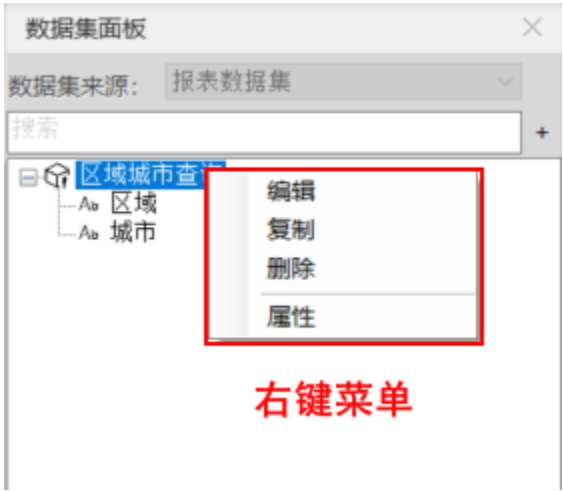 数据集面板
数据集来源： 报表数据集
搜索
+
区域城市查
Ab 区域
Ab 城市
编辑
复制
删除
属性
右键菜单